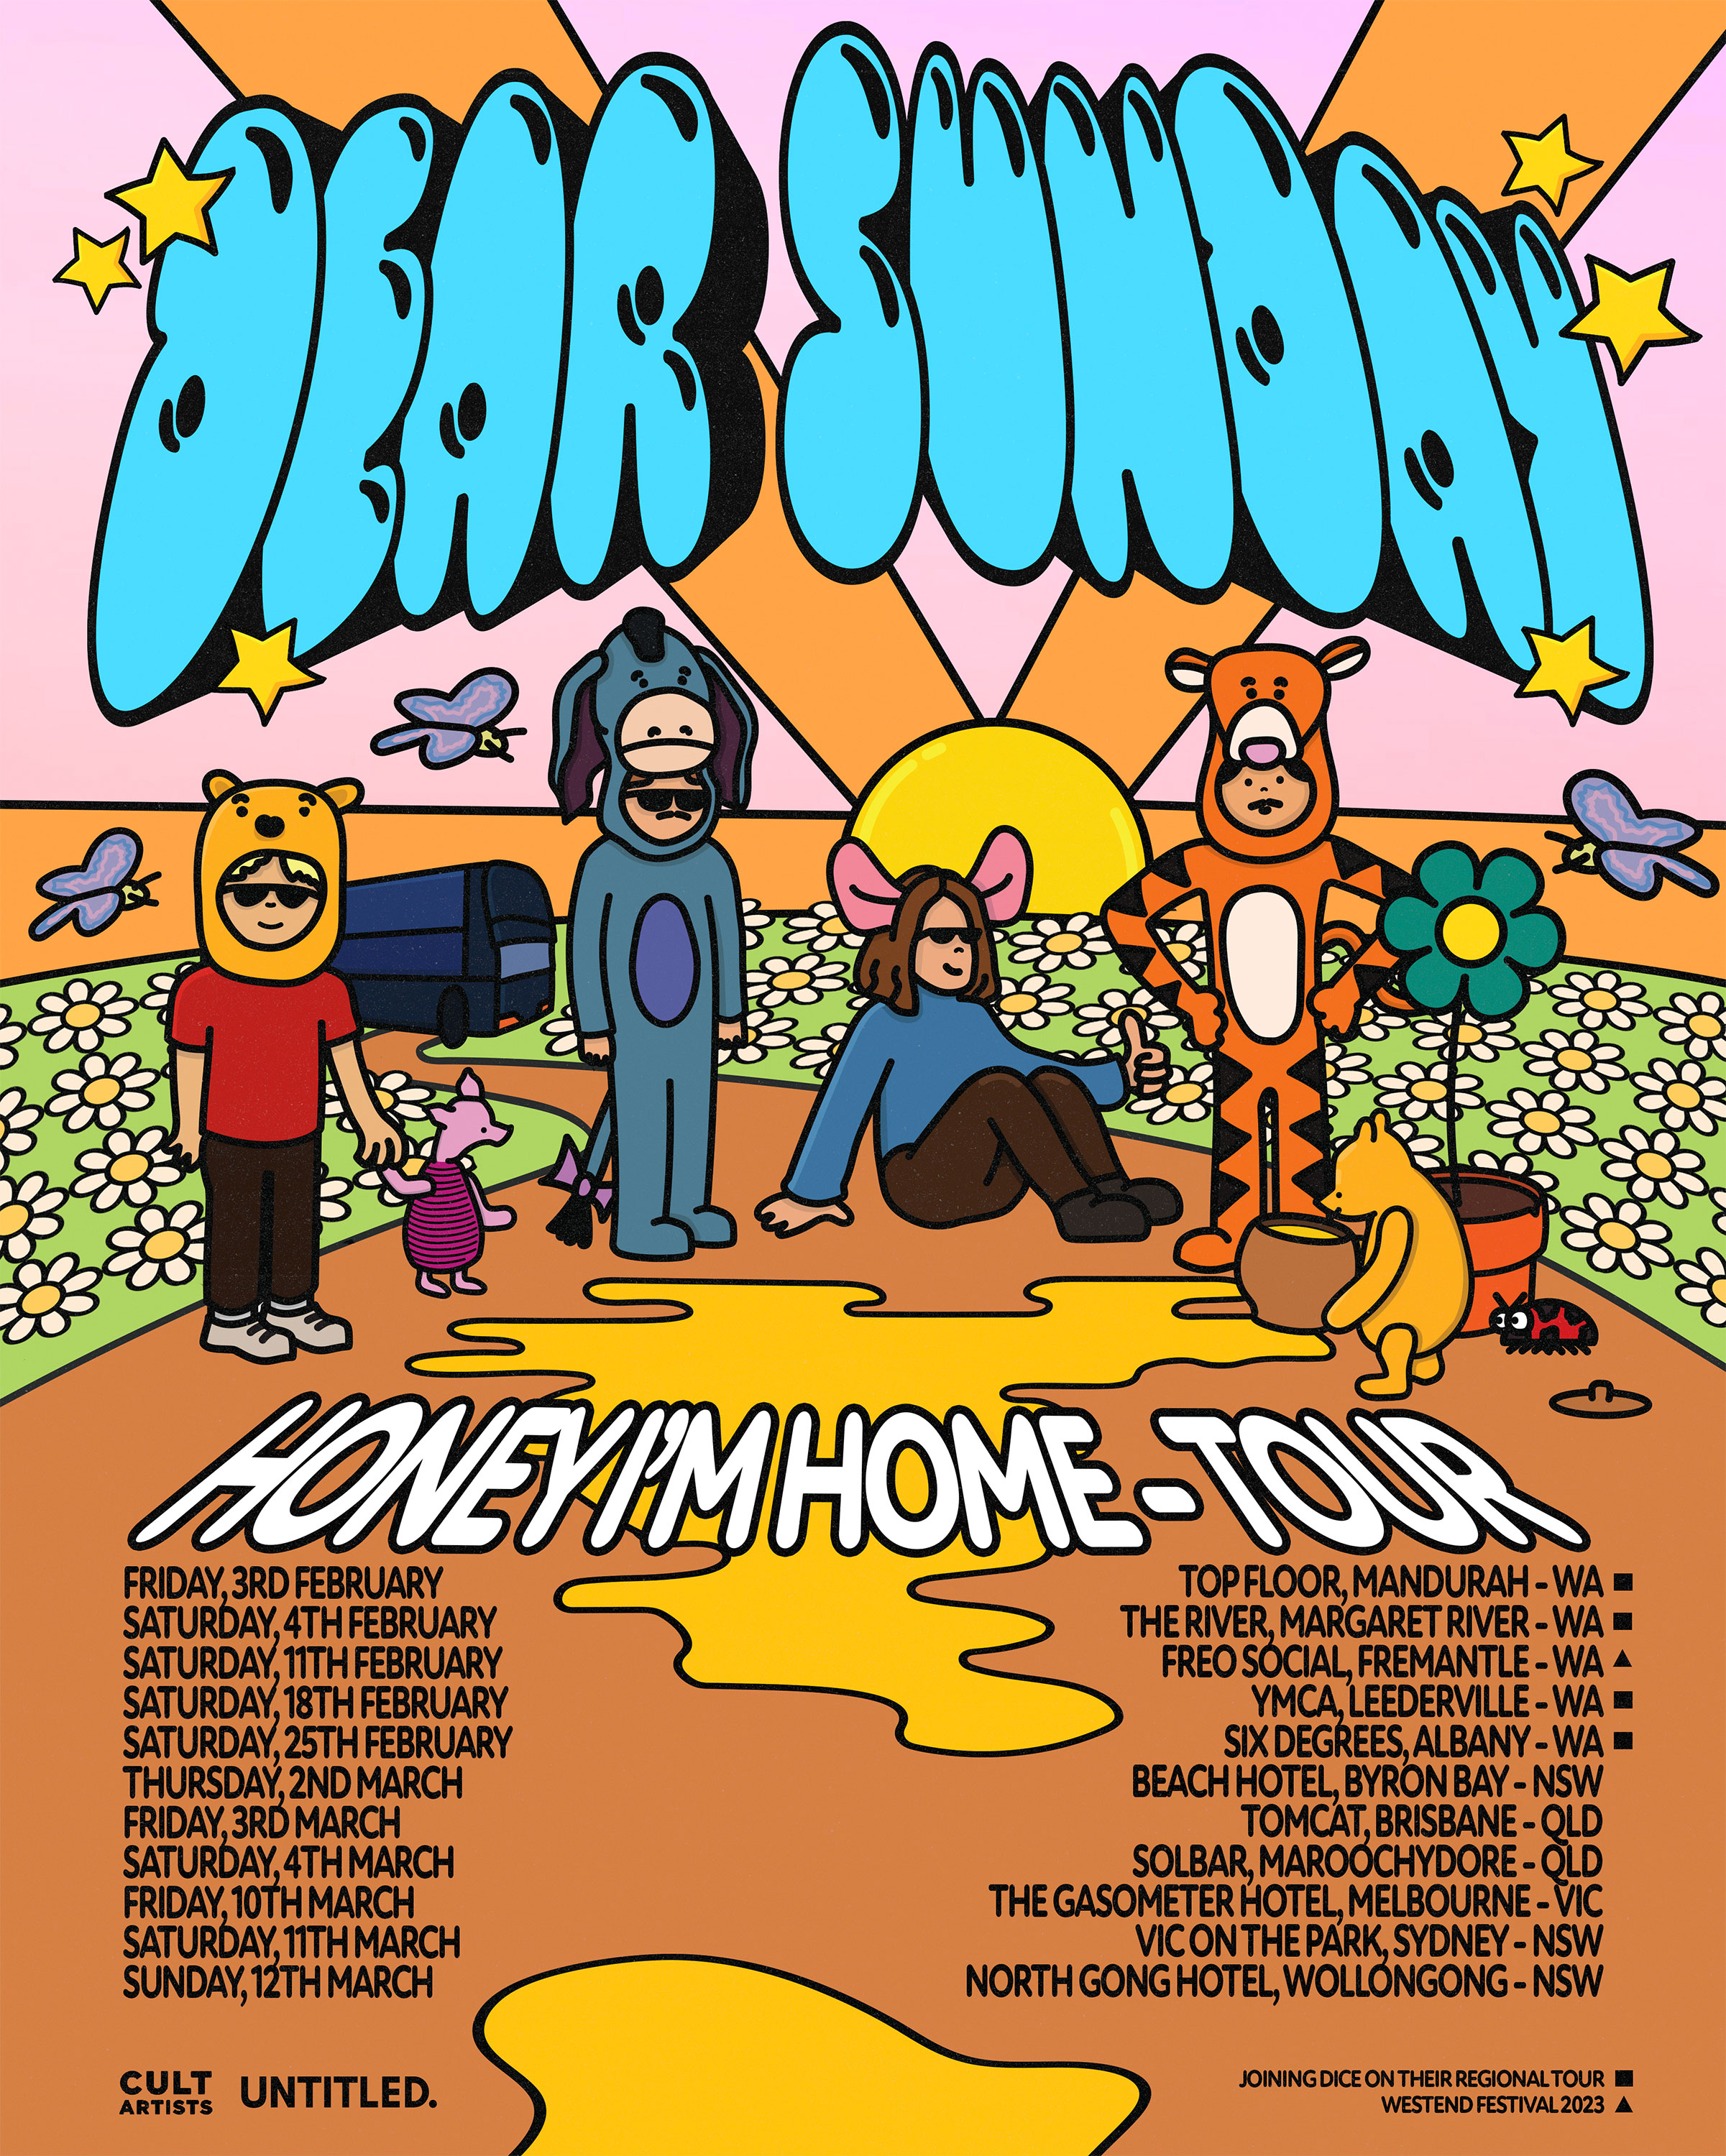 DEAR SUNDAY
HONEY I'M HOME - TOUR
FRIDAY, 3RD FEBRUARY TOP FLOOR, MANDURAH - WA ■
SATURDAY, 4TH FEBRUARY THE RIVER, MARGARET RIVER - WA ■
SATURDAY, 11TH FEBRUARY FREO SOCIAL, FREMANTLE - WA ▲
SATURDAY, 18TH FEBRUARY YMCA, LEEDERVILLE - WA ■
SATURDAY, 25TH FEBRUARY SIX DEGREES, ALBANY - WA ■
THURSDAY, 2ND MARCH BEACH HOTEL, BYRON BAY - NSW
FRIDAY, 3RD MARCH TOMCAT, BRISBANE - QLD
SATURDAY, 4TH MARCH SOLBAR, MAROOCHYDORE - QLD
FRIDAY, 10TH MARCH THE GASOMETER HOTEL, MELBOURNE - VIC
SATURDAY, 11TH MARCH VIC ON THE PARK, SYDNEY - NSW
SUNDAY, 12TH MARCH NORTH GONG HOTEL, WOLLONGONG - NSW
CULT
ARTISTS
UNTITLED.
JOINING DICE ON THEIR REGIONAL TOUR ■
WESTEND FESTIVAL 2023 ▲